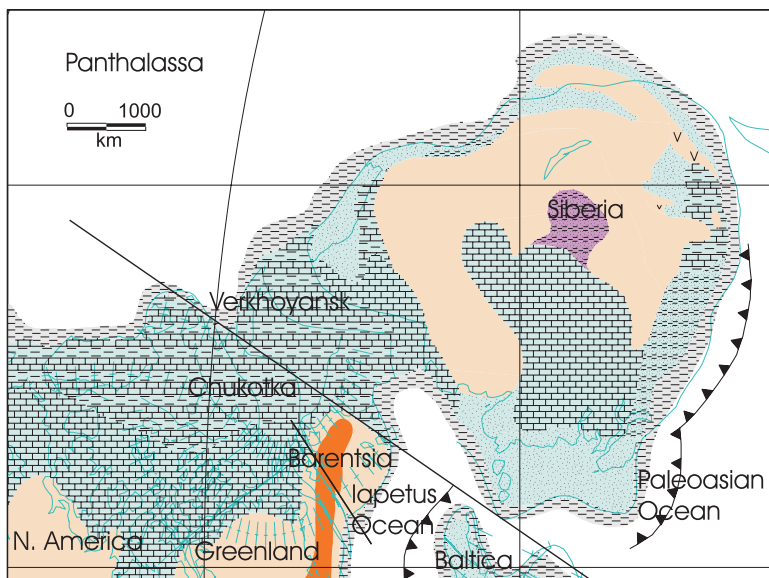 Panthalassa
0 1000
km
V
V
Siberia
v
Verkhoyansk
Chukotka
Barentsia
Iapetus
Ocean
Paleoasian
Ocean
N. America
Greenland
Baltica